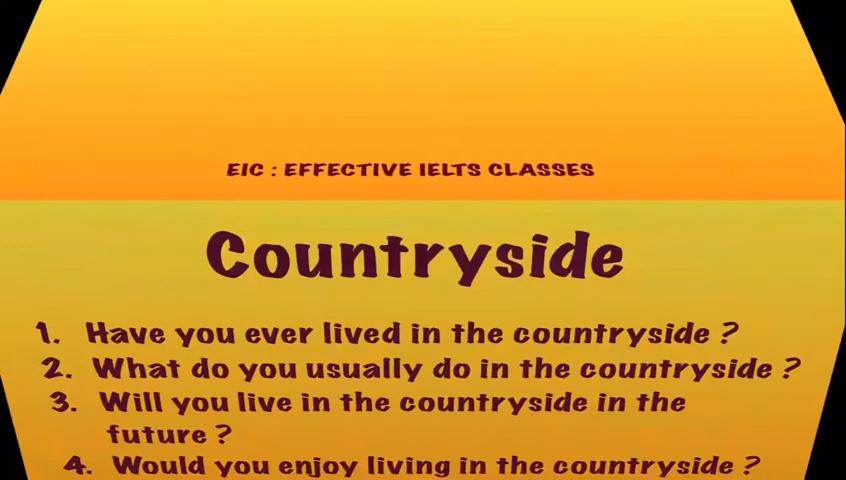 EIC : EFFECTIVE IELTS CLASSES
Countryside
1. Have you ever lived in the countryside ?
2. What do you usually do in the countryside ?
3. Will you live in the countryside in the
future ?
4. Would you enjoy living in the countryside ?